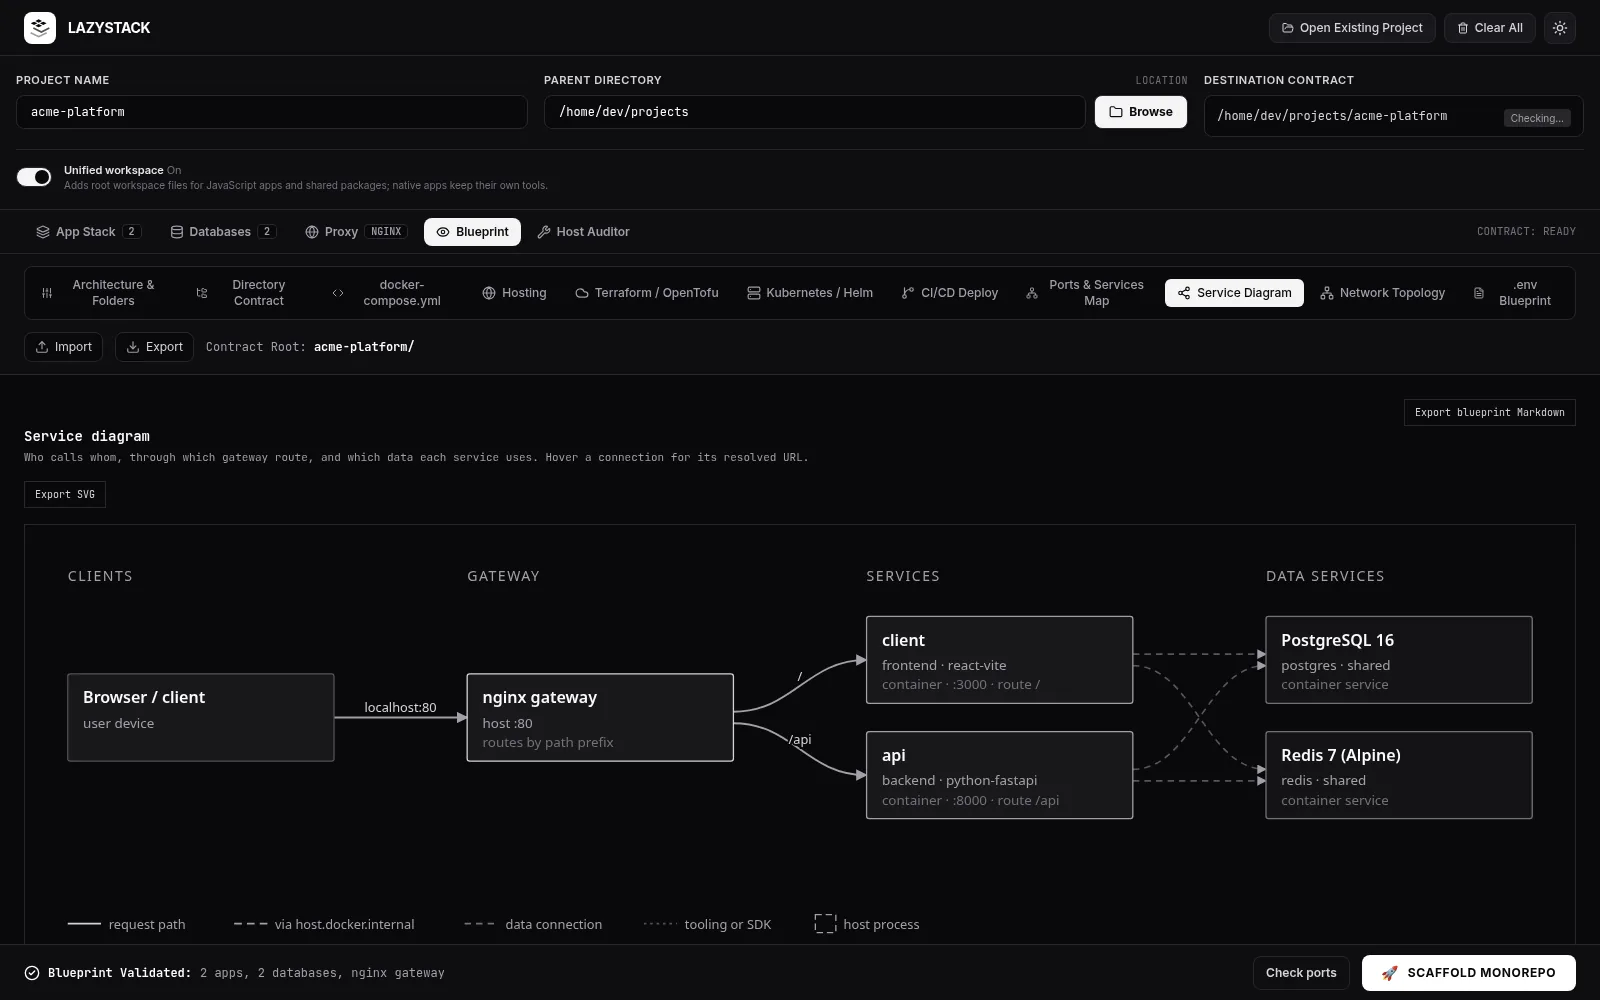 LAZYSTACK
Open Existing Project
Clear All
PROJECT NAME
PARENT DIRECTORY
LOCATION
DESTINATION CONTRACT
acme-platform
/home/dev/projects
Browse
/home/dev/projects/acme-platform
Checking...
Unified workspace On
Adds root workspace files for JavaScript apps and shared packages; native apps keep their own tools.
App Stack 2
Databases 2
Proxy NGINX
Blueprint
Host Auditor
CONTRACT: READY
Architecture & Folders
Directory Contract
docker-compose.yml
Hosting
Terraform / OpenTofu
Kubernetes / Helm
CI/CD Deploy
Ports & Services Map
Service Diagram
Network Topology
.env Blueprint
Import
Export
Contract Root: acme-platform/
Export blueprint Markdown
Service diagram
Who calls whom, through which gateway route, and which data each service uses. Hover a connection for its resolved URL.
Export SVG
CLIENTS
GATEWAY
SERVICES
DATA SERVICES
Browser / client
user device
localhost:80
nginx gateway
host :80
routes by path prefix
/
/api
client
frontend · react-vite
container · :3000 · route /
api
backend · python-fastapi
container · :8000 · route /api
PostgreSQL 16
postgres · shared
container service
Redis 7 (Alpine)
redis · shared
container service
request path
via host.docker.internal
data connection
tooling or SDK
host process
Blueprint Validated: 2 apps, 2 databases, nginx gateway
Check ports
🚀 SCAFFOLD MONOREPO